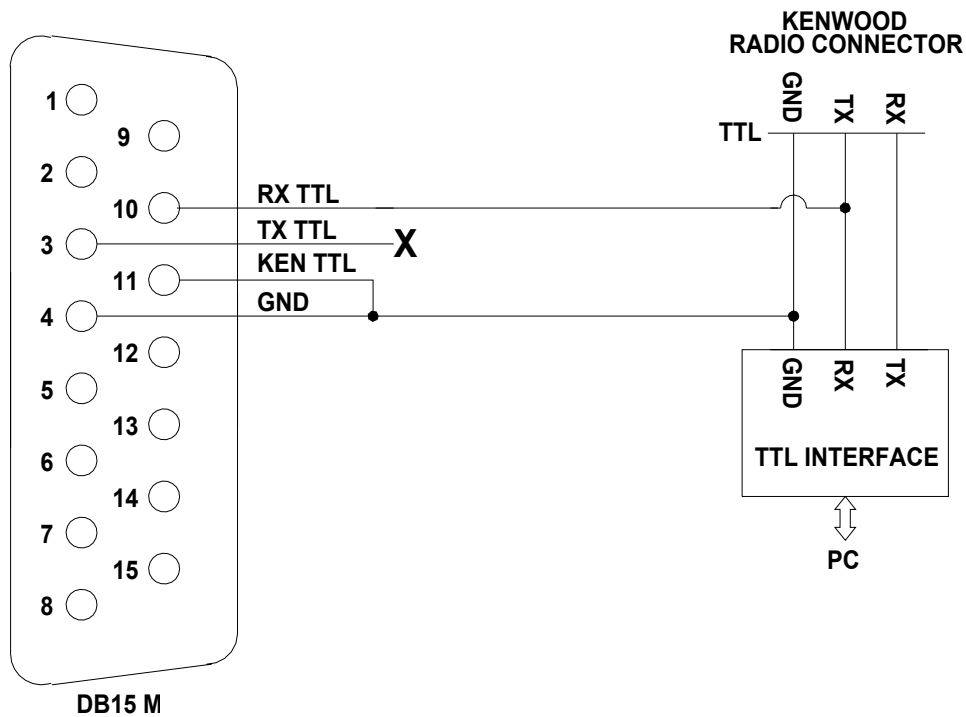 KENWOOD
RADIO CONNECTOR
GND
TX
RX
TTL
1
9
2
10
RX TTL
3
TX TTL
X
11
KEN TTL
4
GND
12
5
13
6
14
7
15
8
GND
RX
TX
TTL INTERFACE
PC
DB15 M